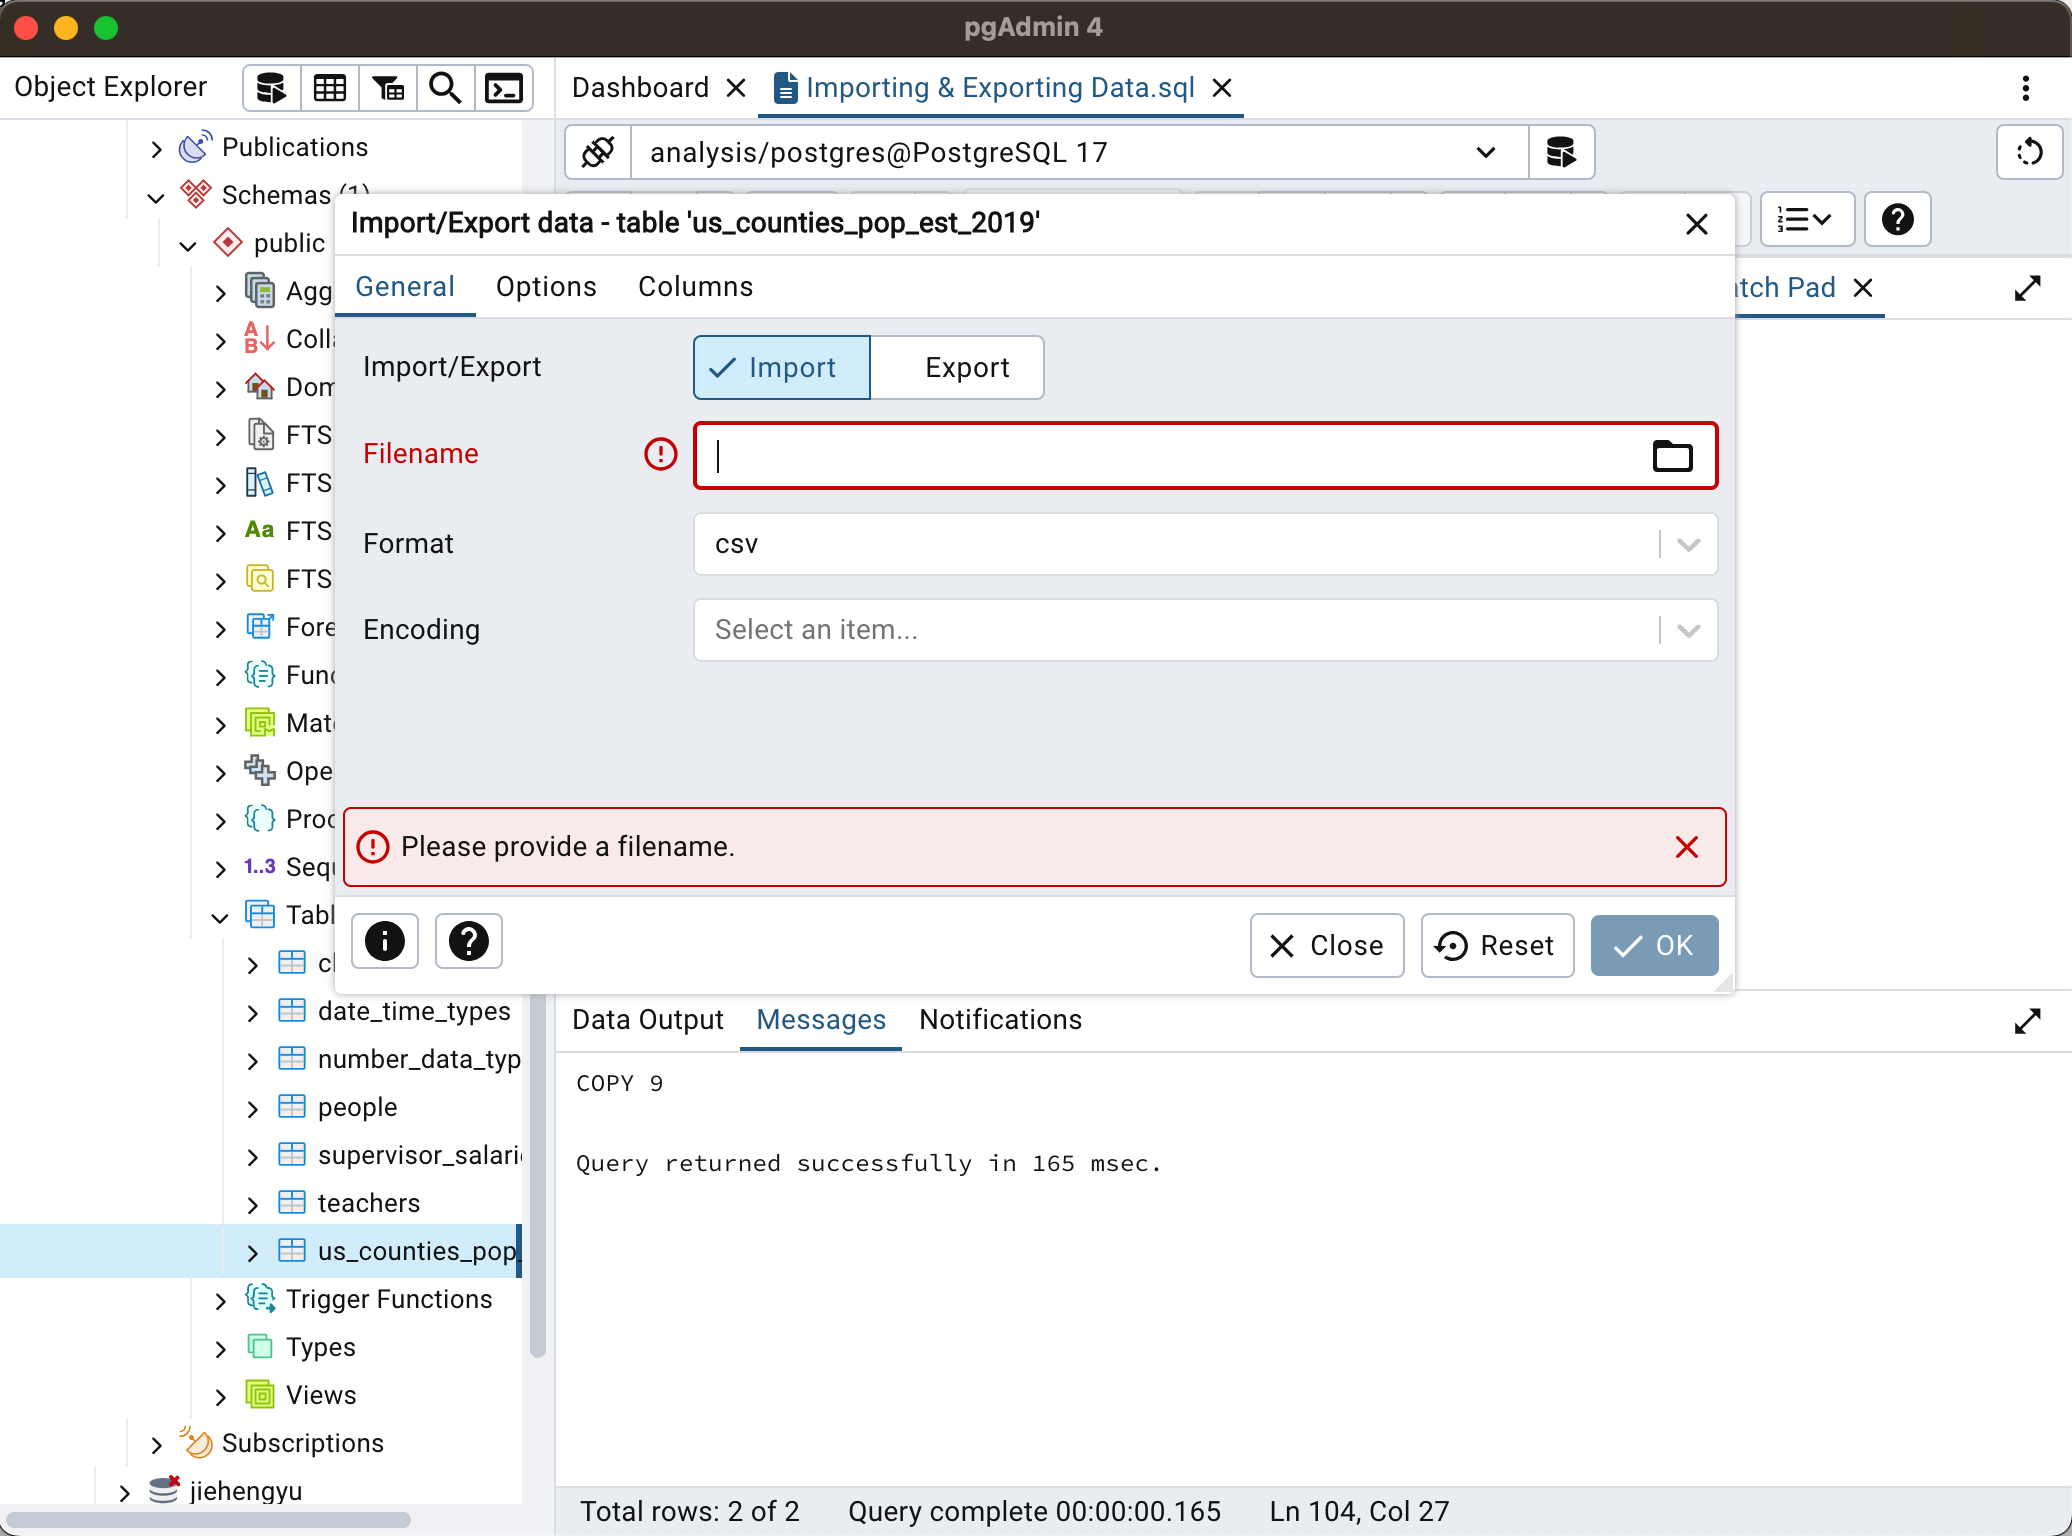 pgAdmin 4
Object Explorer
Dashboard
Importing & Exporting Data.sql
Publications
Schemas (1)
public
analysis/postgres@PostgreSQL 17
Import/Export data - table 'us_counties_pop_est_2019'
General Options Columns
tch Pad
Import/Export
Import
Export
Filename
Format
csv
Encoding
Select an item...
Please provide a filename.
Close
Reset
OK
Agg
Coll
Dom
FTS
FTS
FTS
FTS
Fore
Func
Mat
Ope
Proc
1..3 Sequ
Tabl
c
date_time_types
number_data_typ
people
supervisor_salari
teachers
us_counties_pop_
Trigger Functions
Types
Views
Subscriptions
jiehengyu
Data Output Messages Notifications
COPY 9
Query returned successfully in 165 msec.
Total rows: 2 of 2 Query complete 00:00:00.165 Ln 104, Col 27